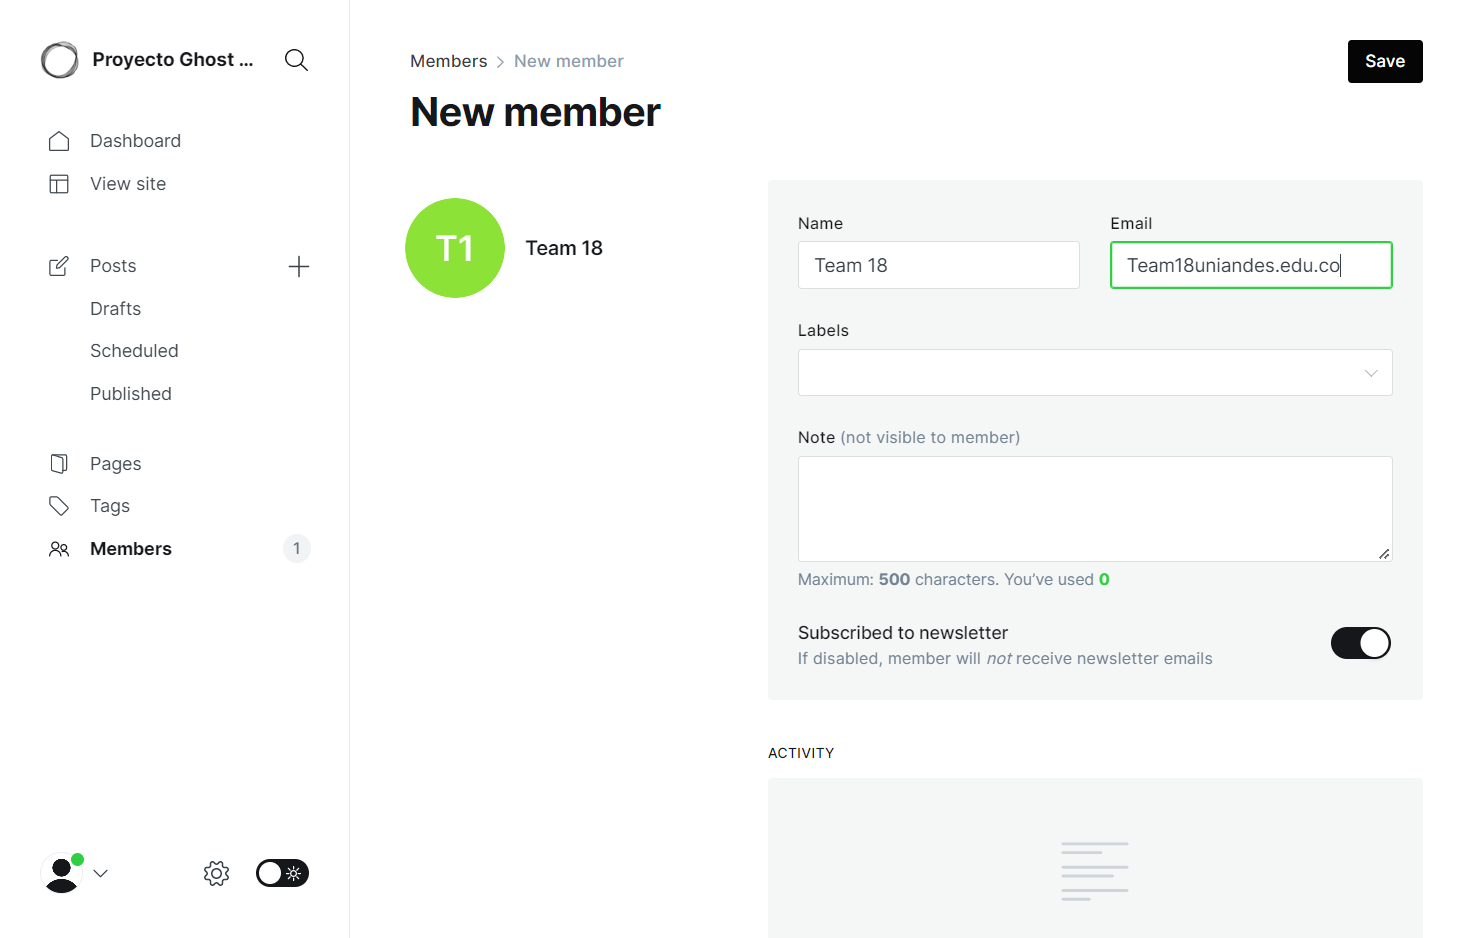 Proyecto Ghost ...
Dashboard
View site
Posts
Drafts
Scheduled
Published
Pages
Tags
Members 1
Members > New member
Save
New member
T1
Team 18
Name
Team 18
Email
Team18uniandes.edu.co
Labels
Note (not visible to member)
Maximum: 500 characters. You’ve used 0
Subscribed to newsletter
If disabled, member will not receive newsletter emails
ACTIVITY